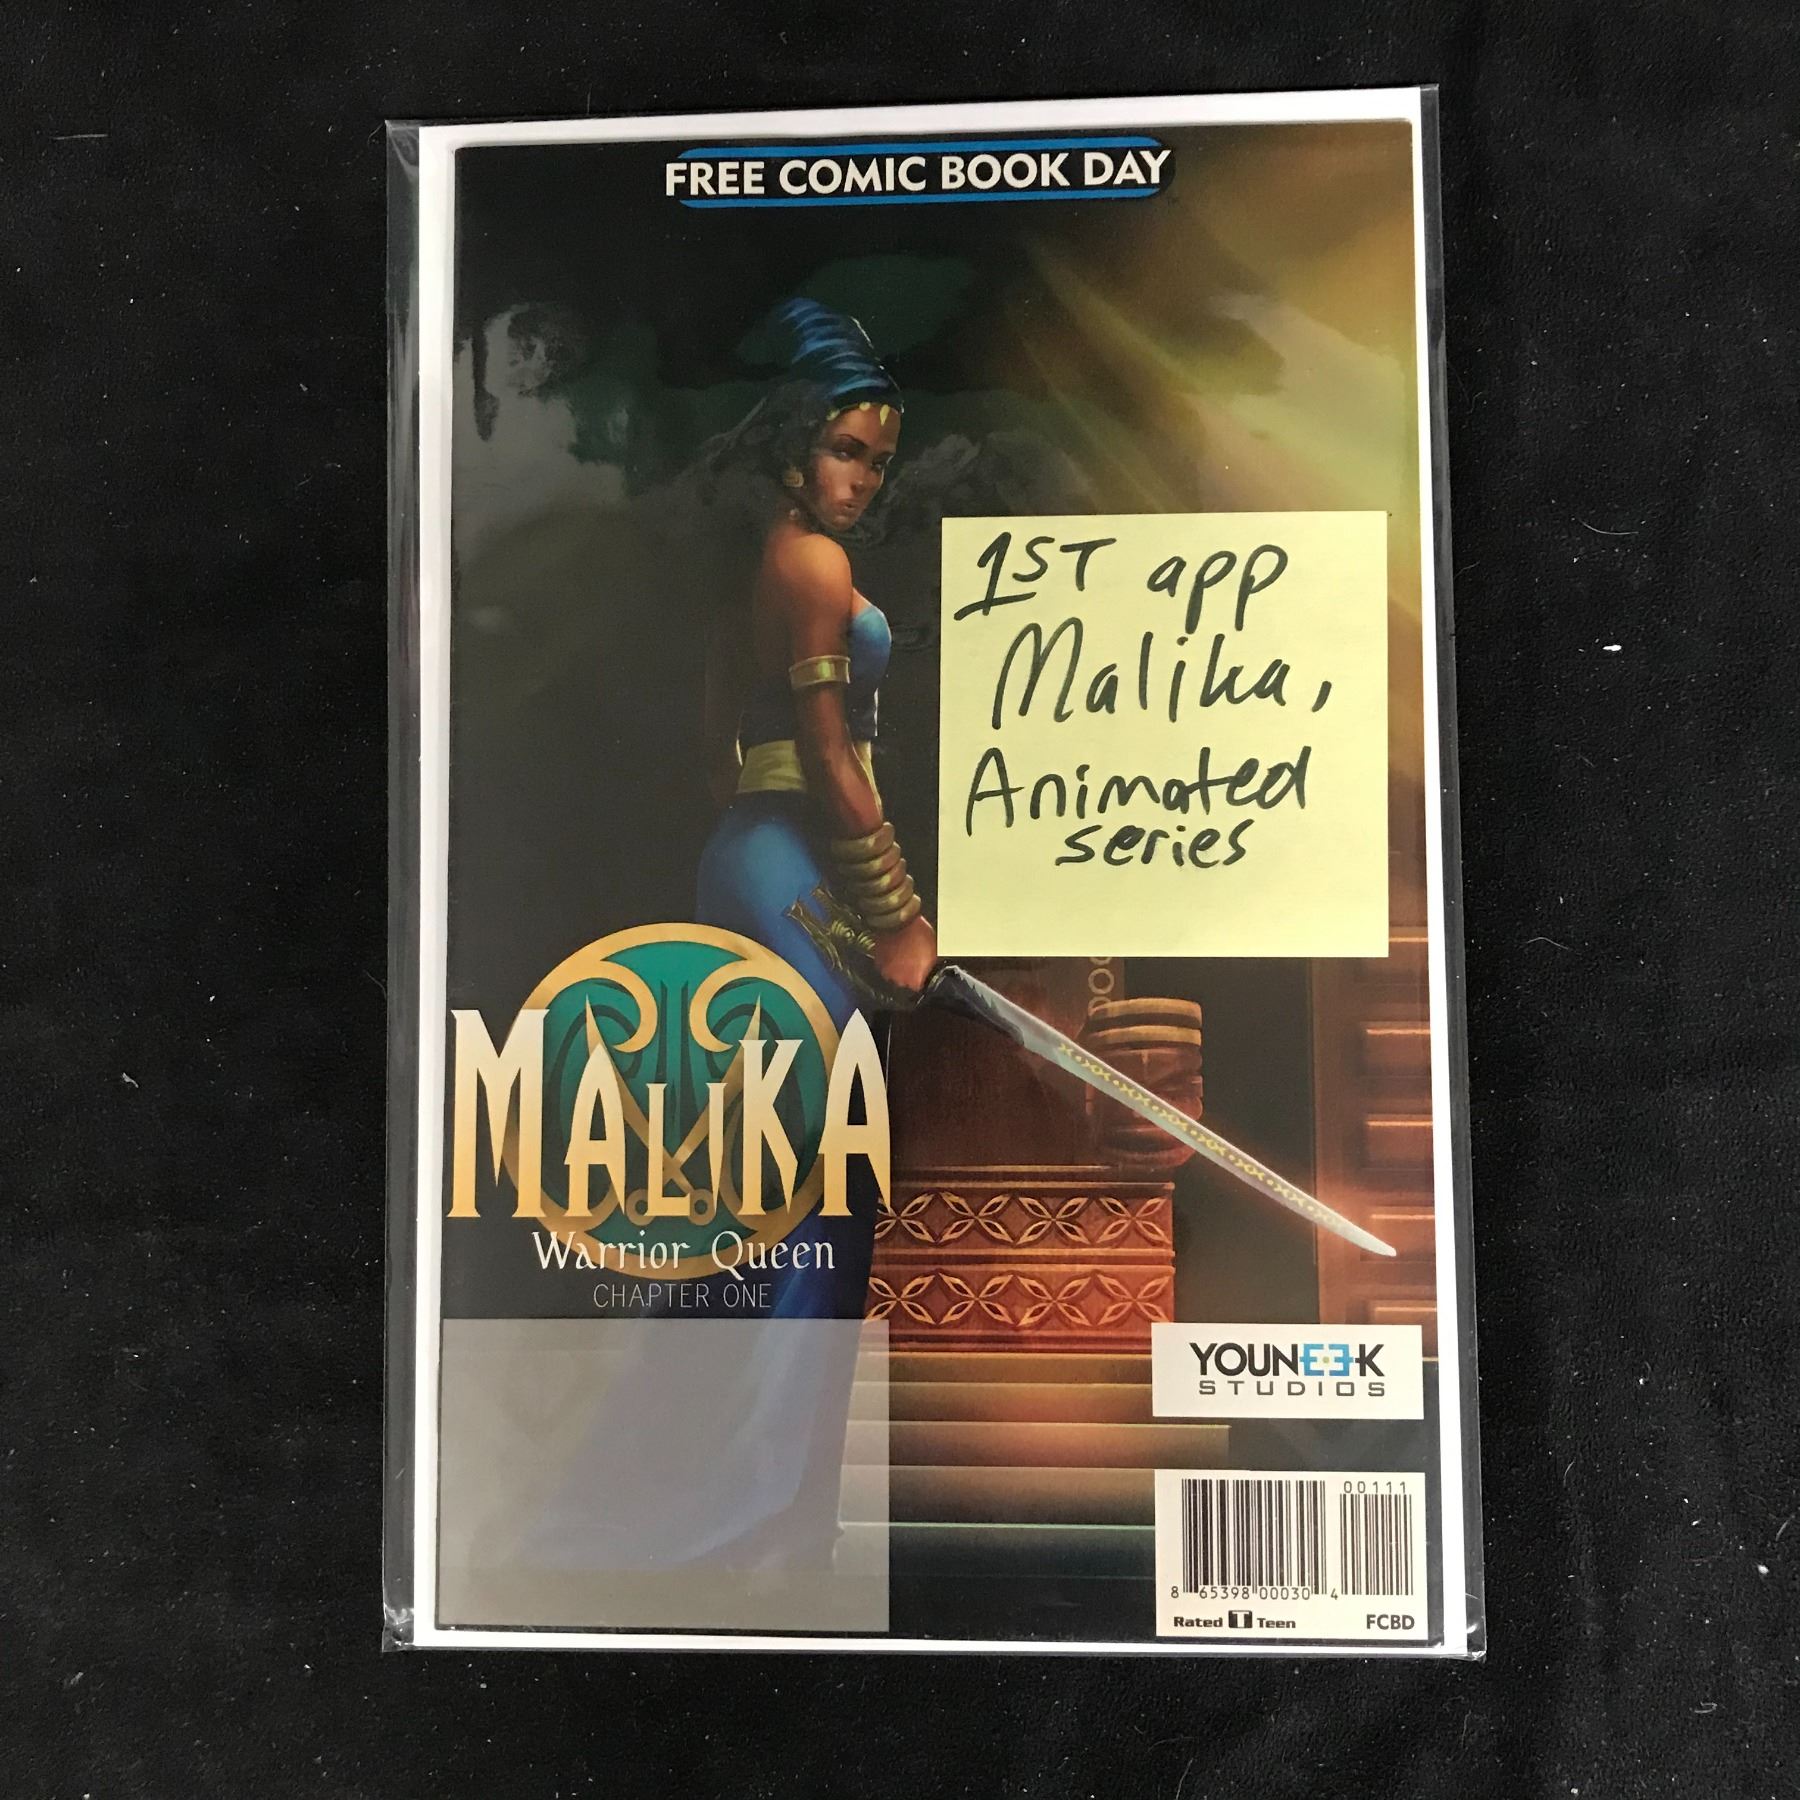 FREE COMIC BOOK DAY
1ST app
Malika,
Animated
series
MALIKA
Warrior Queen
CHAPTER ONE
YOUNEEK
STUDIOS
00111
8 65398 00030 4
Rated T Teen FCBD